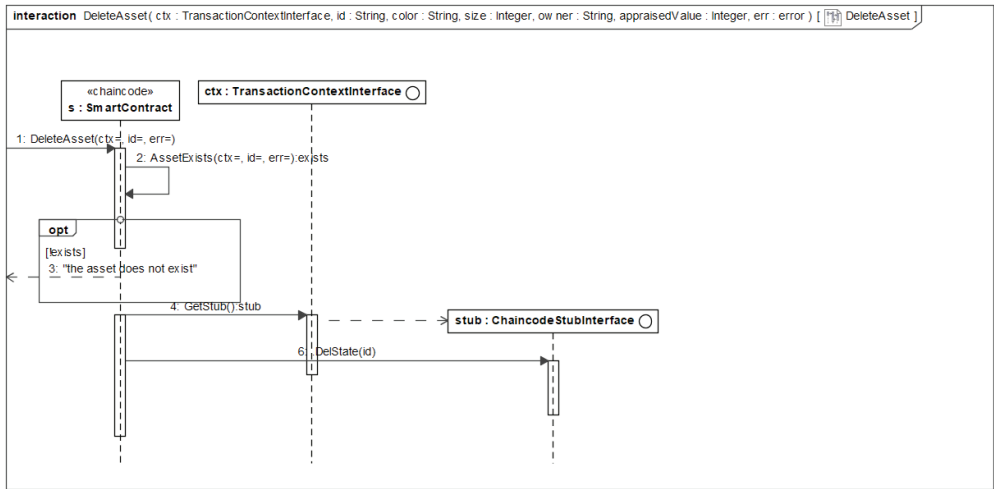 interaction DeleteAsset( ctx : TransactionContextInterface, id : String, color : String, size : Integer, owner : String, appraisedValue : Integer, err : error ) [ DeleteAsset ]
«chaincode»
s : SmartContract
ctx : TransactionContextInterface
1: DeleteAsset(ctx=, id=, err=)
2: AssetExists(ctx=, id=, err=):exists
opt
[!exists]
3: "the asset does not exist"
4: GetStub():stub
stub : ChaincodeStubInterface
6: DelState(id)